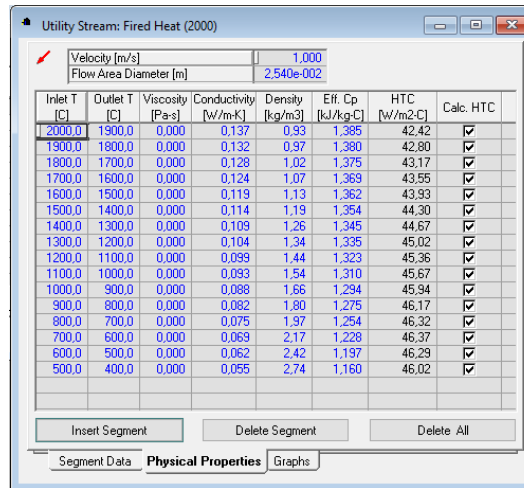 Utility Stream: Fired Heat (2000)
Velocity [m/s] 1,000
Flow Area Diameter [m] 2,540e-002
Inlet T [C] Outlet T [C] Viscosity [Pa-s] Conductivity [W/m-K] Density [kg/m3] Eff. Cp [kJ/kg-C] HTC [W/m2-C] Calc. HTC
2000,0 1900,0 0,000 0,137 0,93 1,385 42,42
1900,0 1800,0 0,000 0,132 0,97 1,380 42,80
1800,0 1700,0 0,000 0,128 1,02 1,375 43,17
1700,0 1600,0 0,000 0,124 1,07 1,369 43,55
1600,0 1500,0 0,000 0,119 1,13 1,362 43,93
1500,0 1400,0 0,000 0,114 1,19 1,354 44,30
1400,0 1300,0 0,000 0,109 1,26 1,345 44,67
1300,0 1200,0 0,000 0,104 1,34 1,335 45,02
1200,0 1100,0 0,000 0,099 1,44 1,323 45,36
1100,0 1000,0 0,000 0,093 1,54 1,310 45,67
1000,0 900,0 0,000 0,088 1,66 1,294 45,94
900,0 800,0 0,000 0,082 1,80 1,275 46,17
800,0 700,0 0,000 0,075 1,97 1,254 46,32
700,0 600,0 0,000 0,069 2,17 1,228 46,37
600,0 500,0 0,000 0,062 2,42 1,197 46,29
500,0 400,0 0,000 0,055 2,74 1,160 46,02
Insert Segment Delete Segment Delete All
Segment Data Physical Properties Graphs